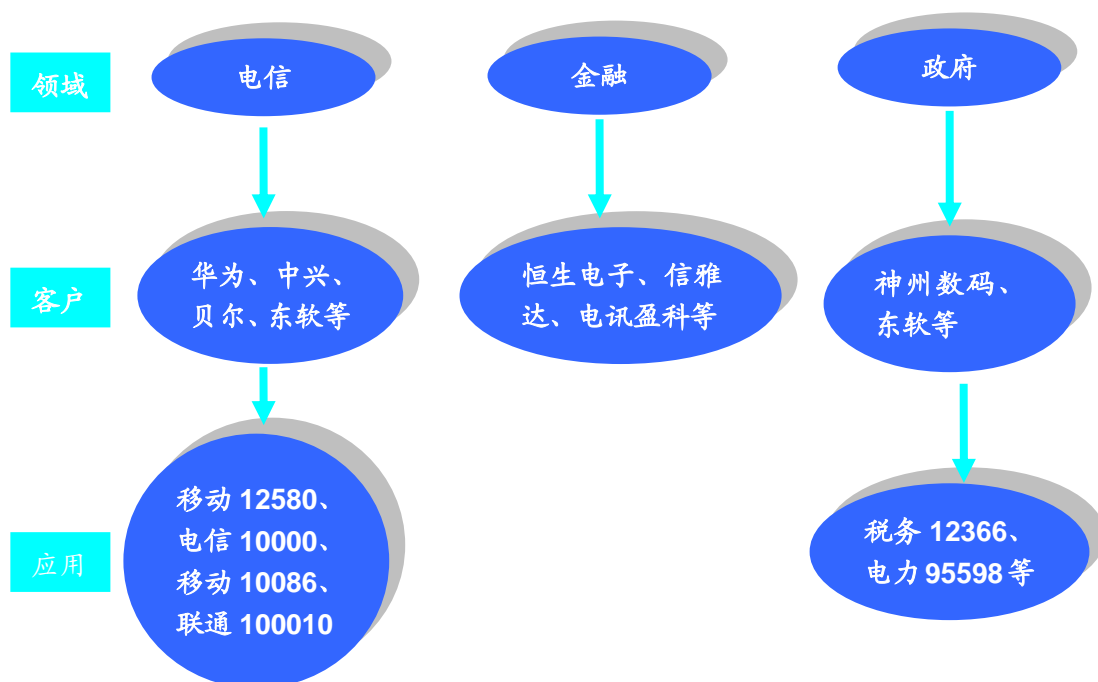 领域
电信
金融
政府
客户
华为、中兴、
贝尔、东软等
恒生电子、信雅
达、电讯盈科等
神州数码、
东软等
应用
移动 12580、
电信 10000、
移动 10086、
联通 100010
税务 12366、
电力 95598 等